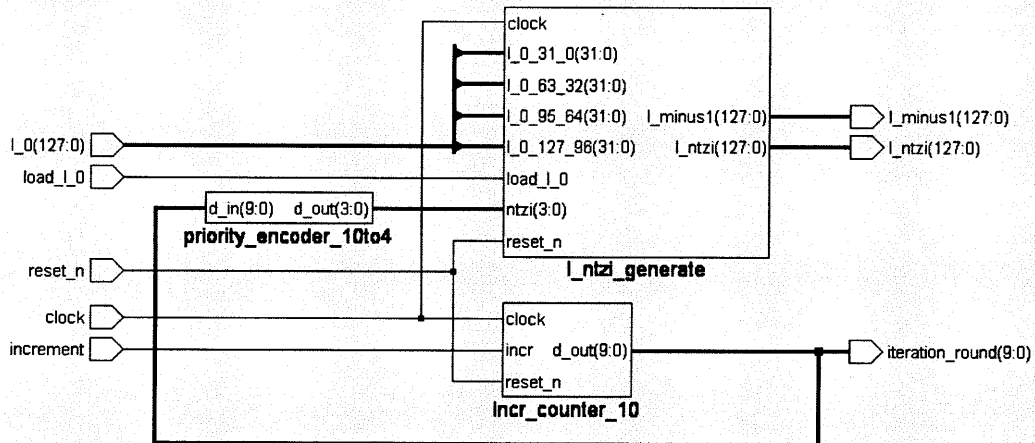 clock
l_0_31_0(31:0)
l_0_63_32(31:0)
l_0_95_64(31:0)
l_minus1(127:0)
l_minus1(127:0)
l_0(127:0)
l_0_127_96(31:0)
l_ntzi(127:0)
l_ntzi(127:0)
load_l_0
load_l_0
d_in(9:0) d_out(3:0)
ntzi(3:0)
priority_encoder_10to4
reset_n
reset_n
l_ntzi_generate
clock
clock
increment
incr d_out(9:0)
iteration_round(9:0)
reset_n
incr_counter_10